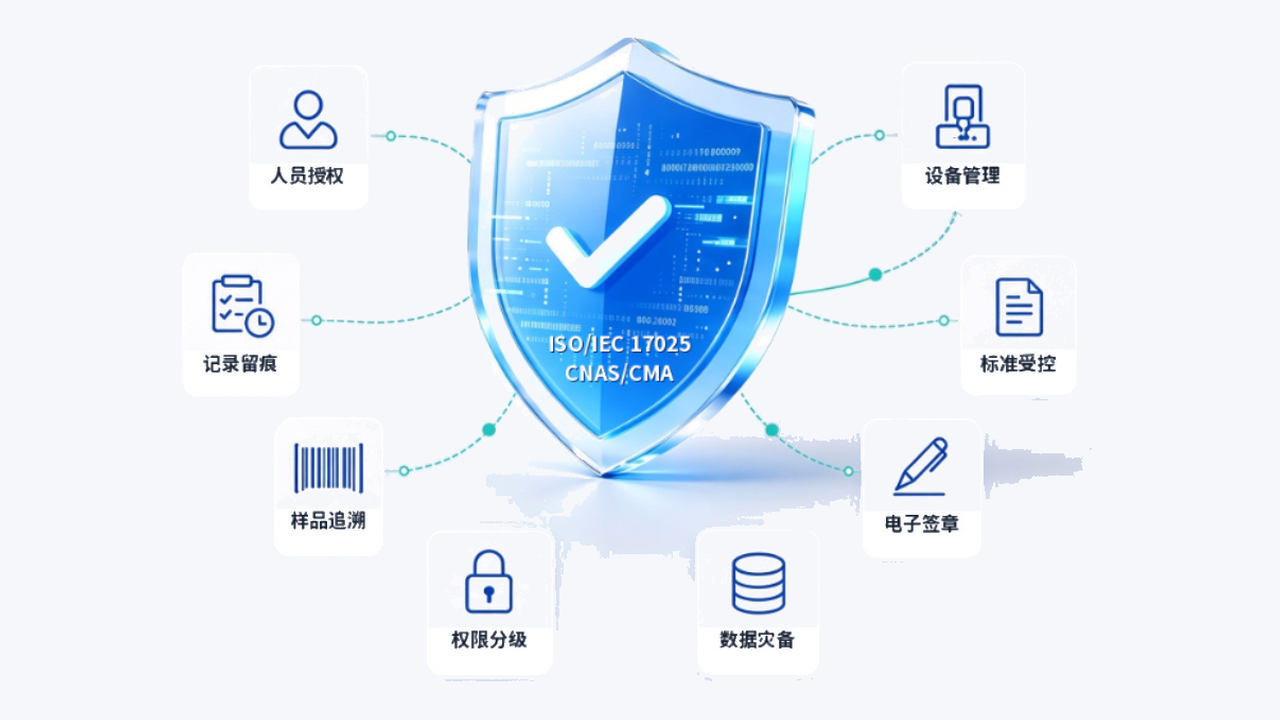 人员授权
设备管理
记录留痕
标准受控
ISO/IEC 17025
CNAS/CMA
样品追溯
电子签章
权限分级
数据灾备